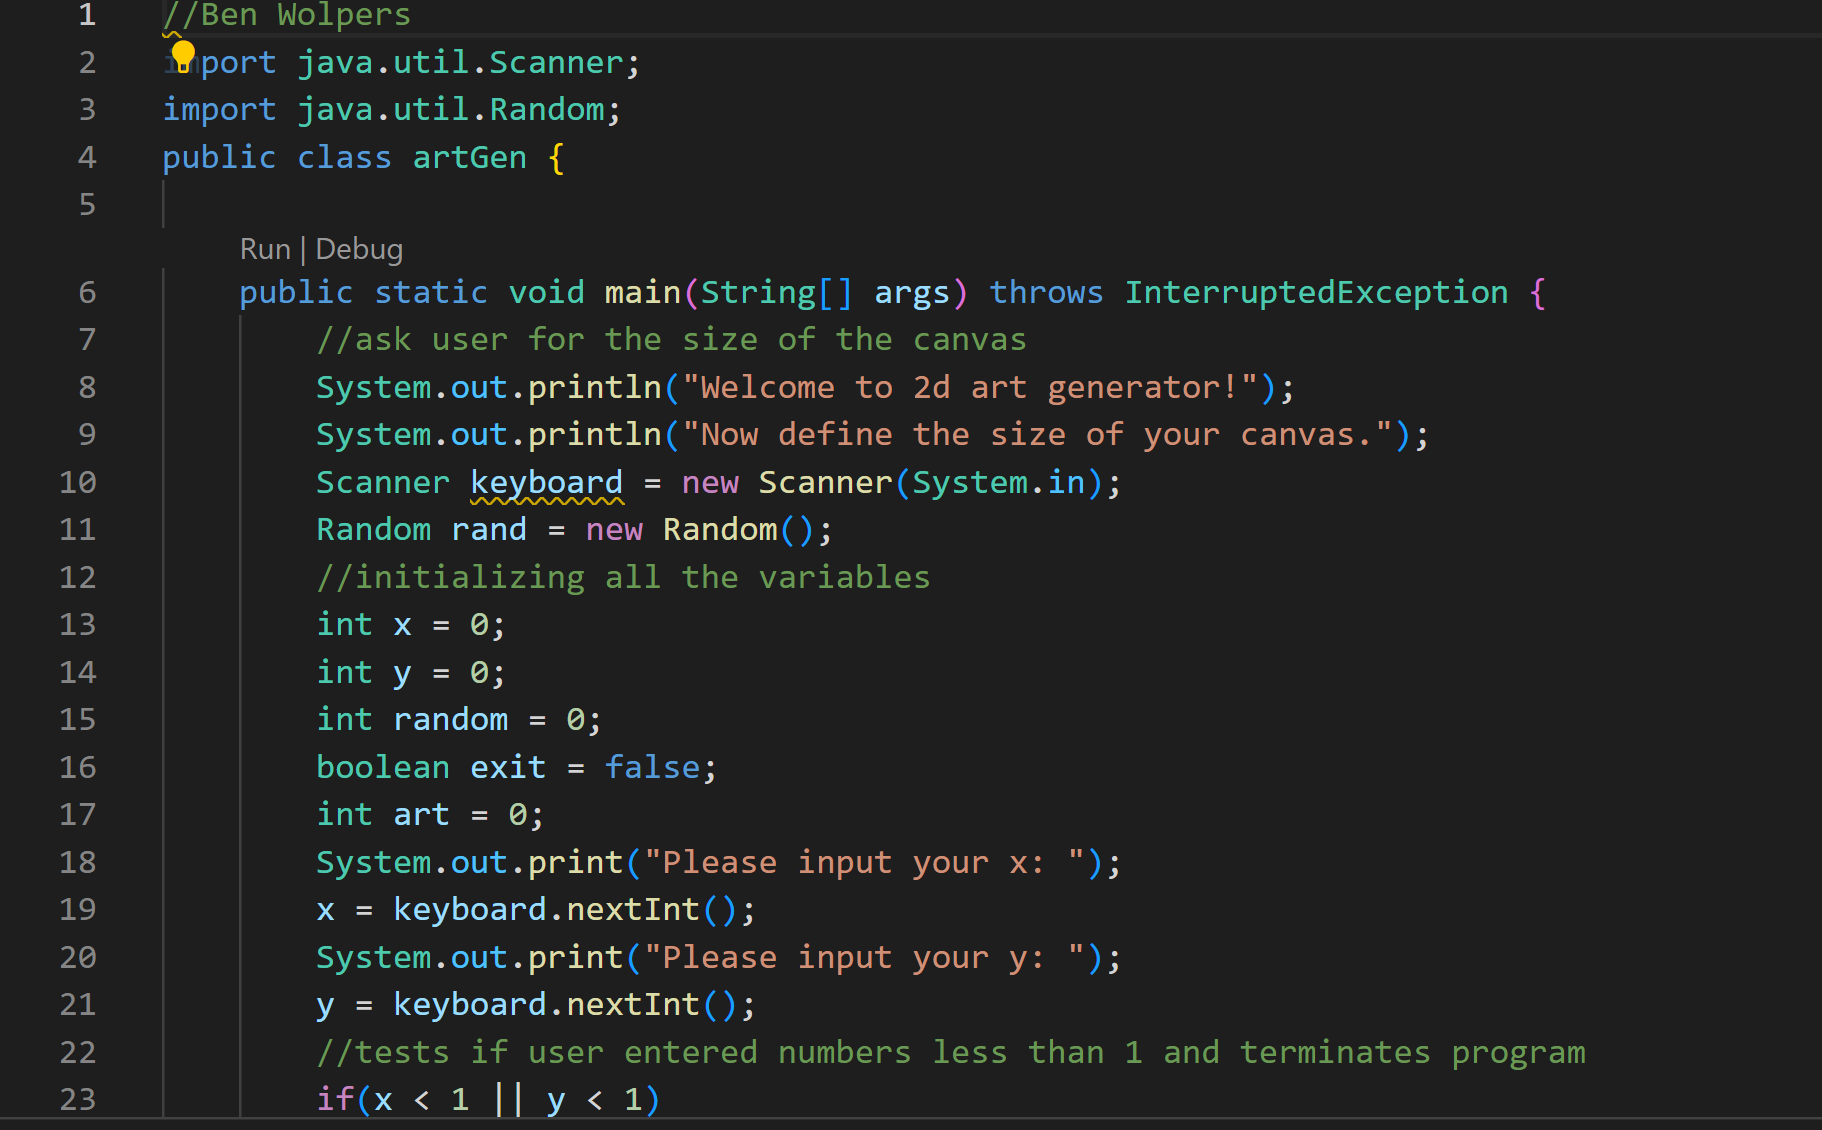 1 //Ben Wolpers
2 import java.util.Scanner;
3 import java.util.Random;
4 public class artGen {
5
Run | Debug
6 public static void main(String[] args) throws InterruptedException {
7 //ask user for the size of the canvas
8 System.out.println("Welcome to 2d art generator!");
9 System.out.println("Now define the size of your canvas.");
10 Scanner keyboard = new Scanner(System.in);
11 Random rand = new Random();
12 //initializing all the variables
13 int x = 0;
14 int y = 0;
15 int random = 0;
16 boolean exit = false;
17 int art = 0;
18 System.out.print("Please input your x: ");
19 x = keyboard.nextInt();
20 System.out.print("Please input your y: ");
21 y = keyboard.nextInt();
22 //tests if user entered numbers less than 1 and terminates program
23 if(x < 1 || y < 1)